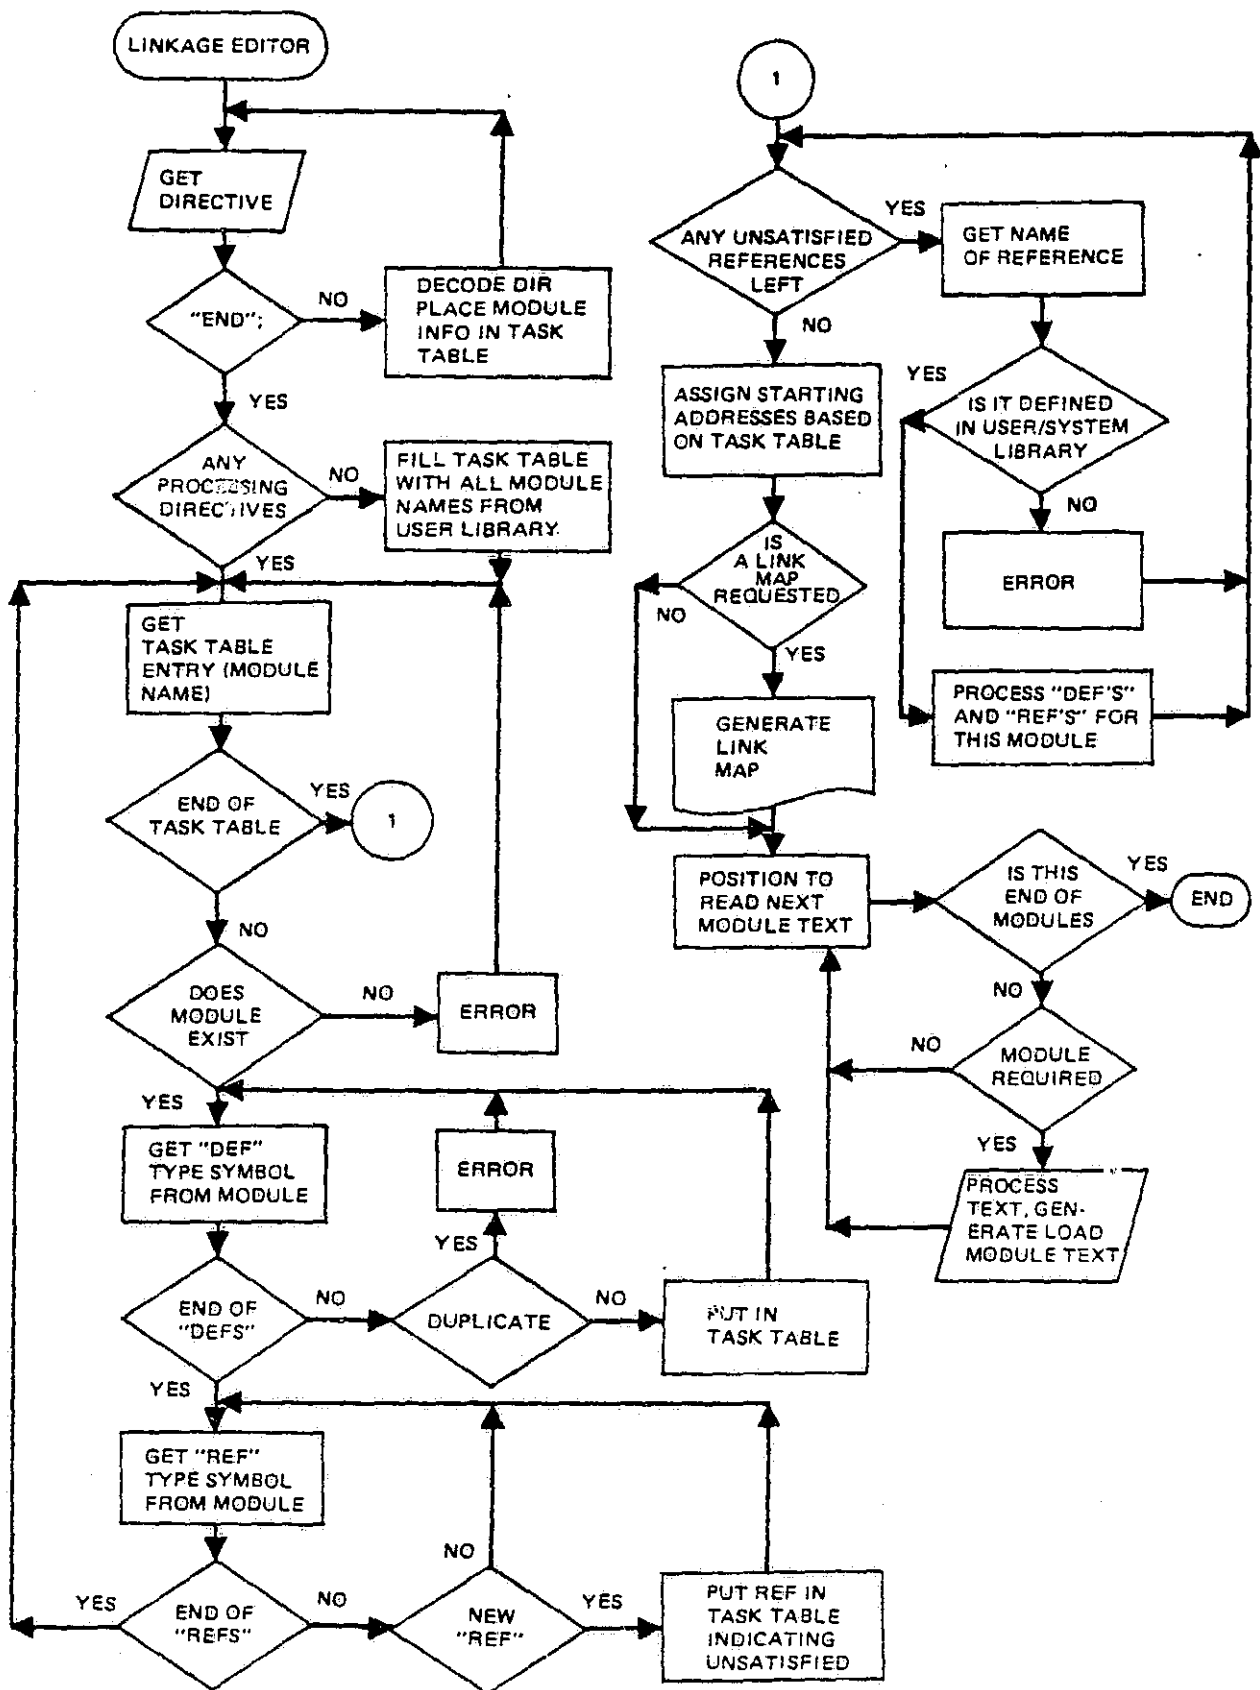 LINKAGE EDITOR
GET
DIRECTIVE
"END";
NO
DECODE DIR
PLACE MODULE
INFO IN TASK
TABLE
YES
ANY
PROCESSING
DIRECTIVES
NO
FILL TASK TABLE
WITH ALL MODULE
NAMES FROM
USER LIBRARY.
YES
GET
TASK TABLE
ENTRY (MODULE
NAME)
END OF
TASK TABLE
YES
1
NO
DOES
MODULE
EXIST
NO
ERROR
YES
GET "DEF"
TYPE SYMBOL
FROM MODULE
ERROR
YES
END OF
"DEFS"
NO
DUPLICATE
NO
PUT IN
TASK TABLE
YES
GET "REF"
TYPE SYMBOL
FROM MODULE
NO
YES
END OF
"REFS"
NO
NEW
"REF"
YES
PUT REF IN
TASK TABLE
INDICATING
UNSATISFIED
1
ANY UNSATISFIED
REFERENCES
LEFT
YES
GET NAME
OF REFERENCE
NO
ASSIGN STARTING
ADDRESSES BASED
ON TASK TABLE
YES
IS IT DEFINED
IN USER/SYSTEM
LIBRARY
NO
ERROR
IS
A LINK
MAP
REQUESTED
NO
YES
PROCESS "DEF'S"
AND "REF'S" FOR
THIS MODULE
GENERATE
LINK
MAP
POSITION TO
READ NEXT
MODULE TEXT
IS THIS
END OF
MODULES
YES
END
NO
NO
MODULE
REQUIRED
YES
PROCESS
TEXT, GEN-
ERATE LOAD
MODULE TEXT